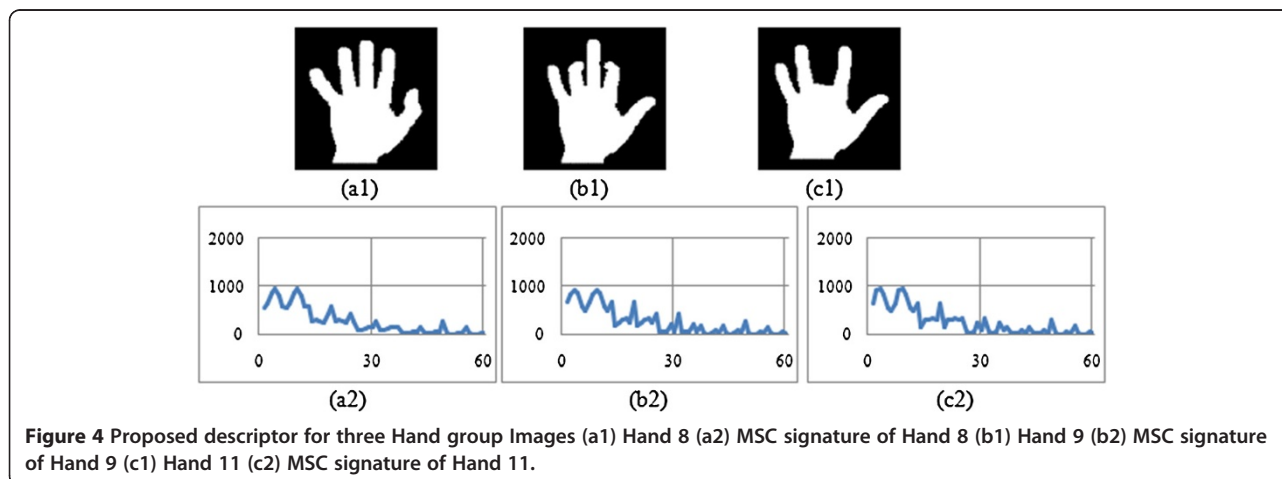 (a1) (b1) (c1)
2000 2000 2000
1000 1000 1000
0 0 0
0 30 60 0 30 60 0 30 60
(a2) (b2) (c2)
Figure 4 Proposed descriptor for three Hand group Images (a1) Hand 8 (a2) MSC signature of Hand 8 (b1) Hand 9 (b2) MSC signature
of Hand 9 (c1) Hand 11 (c2) MSC signature of Hand 11.